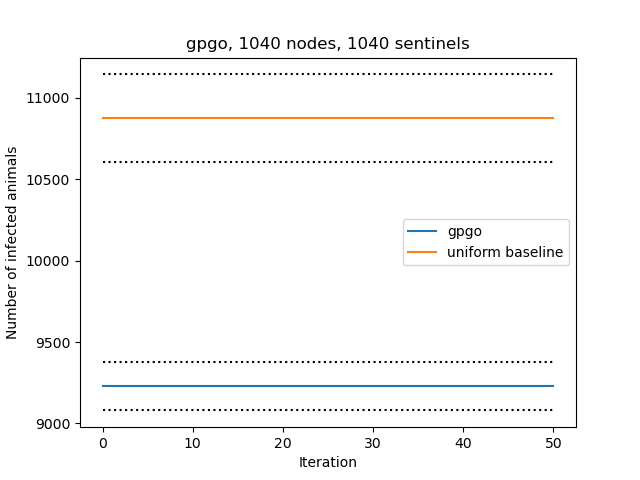 gpgo, 1040 nodes, 1040 sentinels
Number of infected animals
11000
10500
10000
9500
9000
gpgo
uniform baseline
0
10
20
30
40
50
Iteration